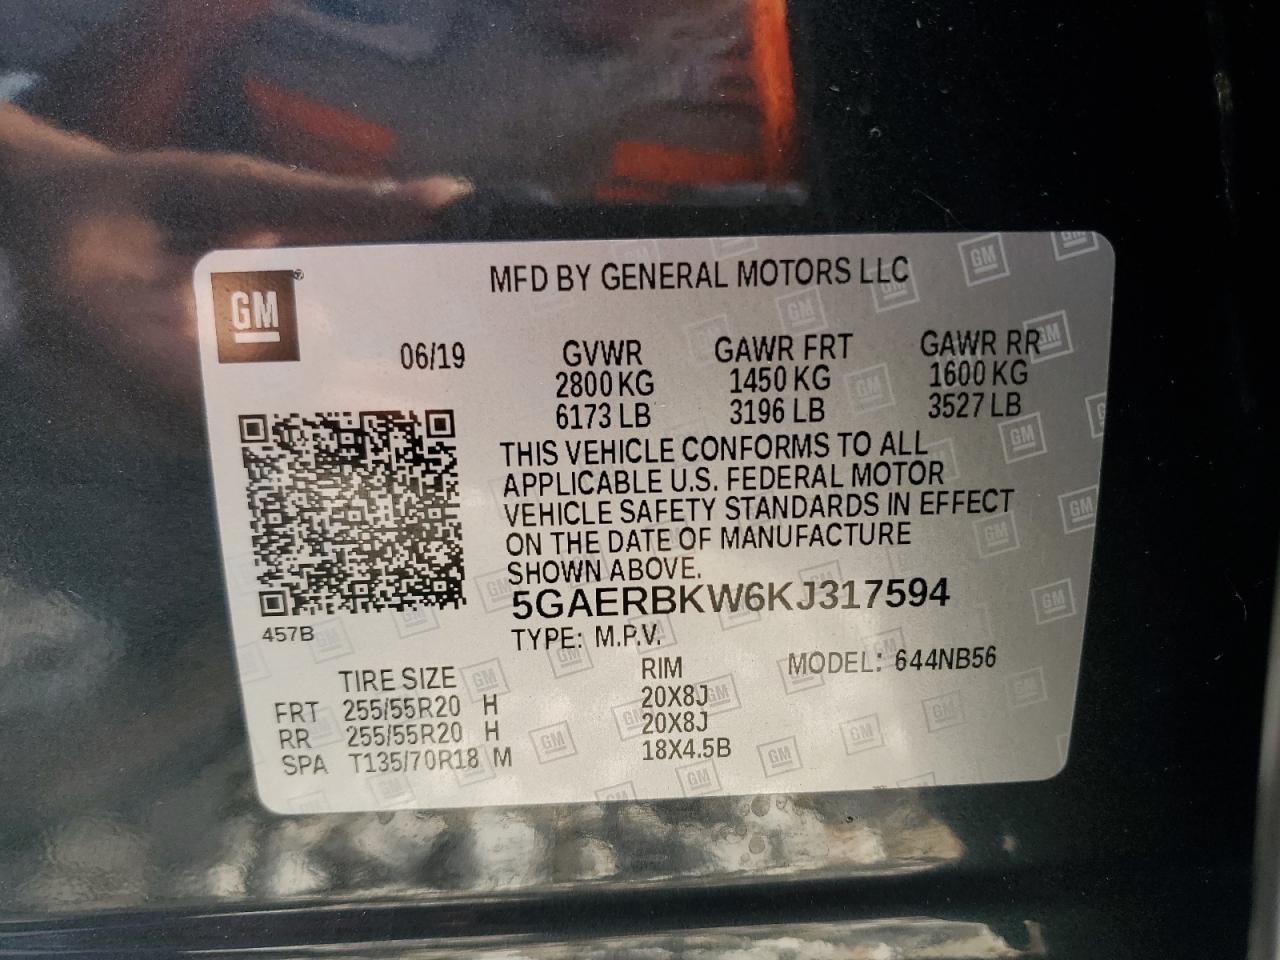 GM®
MFD BY GENERAL MOTORS LLC
06/19 GVWR GAWR FRT GAWR RR
2800 KG 1450 KG 1600 KG
6173 LB 3196 LB 3527 LB
THIS VEHICLE CONFORMS TO ALL
APPLICABLE U.S. FEDERAL MOTOR
VEHICLE SAFETY STANDARDS IN EFFECT
ON THE DATE OF MANUFACTURE
SHOWN ABOVE.
5GAERBKW6KJ317594
457B
TYPE: M.P.V.
MODEL: 644NB56
TIRE SIZE RIM
FRT 255/55R20 H 20X8J
RR 255/55R20 H 20X8J
SPA T135/70R18 M 18X4.5B